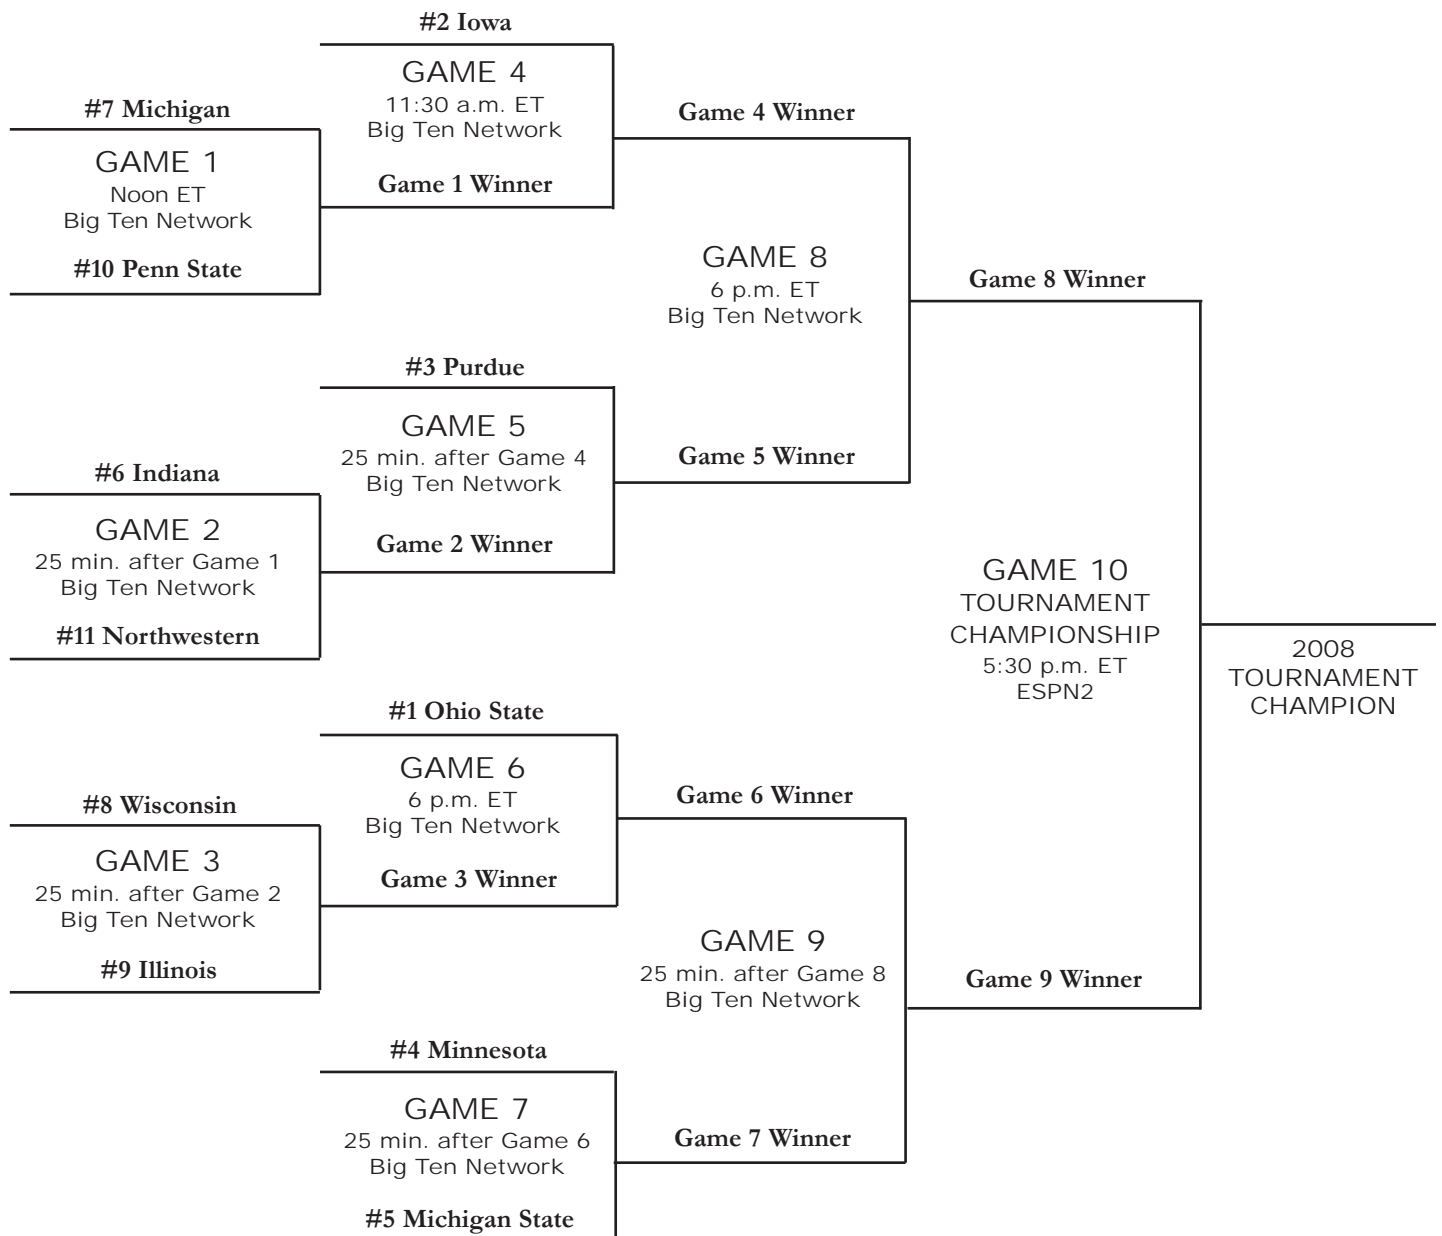 #2 Iowa
GAME 4
11:30 a.m. ET
Big Ten Network
Game 1 Winner
#7 Michigan
GAME 1
Noon ET
Big Ten Network
#10 Penn State
Game 4 Winner
GAME 8
6 p.m. ET
Big Ten Network
Game 5 Winner
Game 8 Winner
#3 Purdue
GAME 5
25 min. after Game 4
Big Ten Network
Game 2 Winner
#6 Indiana
GAME 2
25 min. after Game 1
Big Ten Network
#11 Northwestern
GAME 10
TOURNAMENT
CHAMPIONSHIP
5:30 p.m. ET
ESPN2
2008
TOURNAMENT
CHAMPION
#1 Ohio State
GAME 6
6 p.m. ET
Big Ten Network
Game 3 Winner
#8 Wisconsin
GAME 3
25 min. after Game 2
Big Ten Network
#9 Illinois
Game 6 Winner
GAME 9
25 min. after Game 8
Big Ten Network
Game 7 Winner
Game 9 Winner
#4 Minnesota
GAME 7
25 min. after Game 6
Big Ten Network
#5 Michigan State